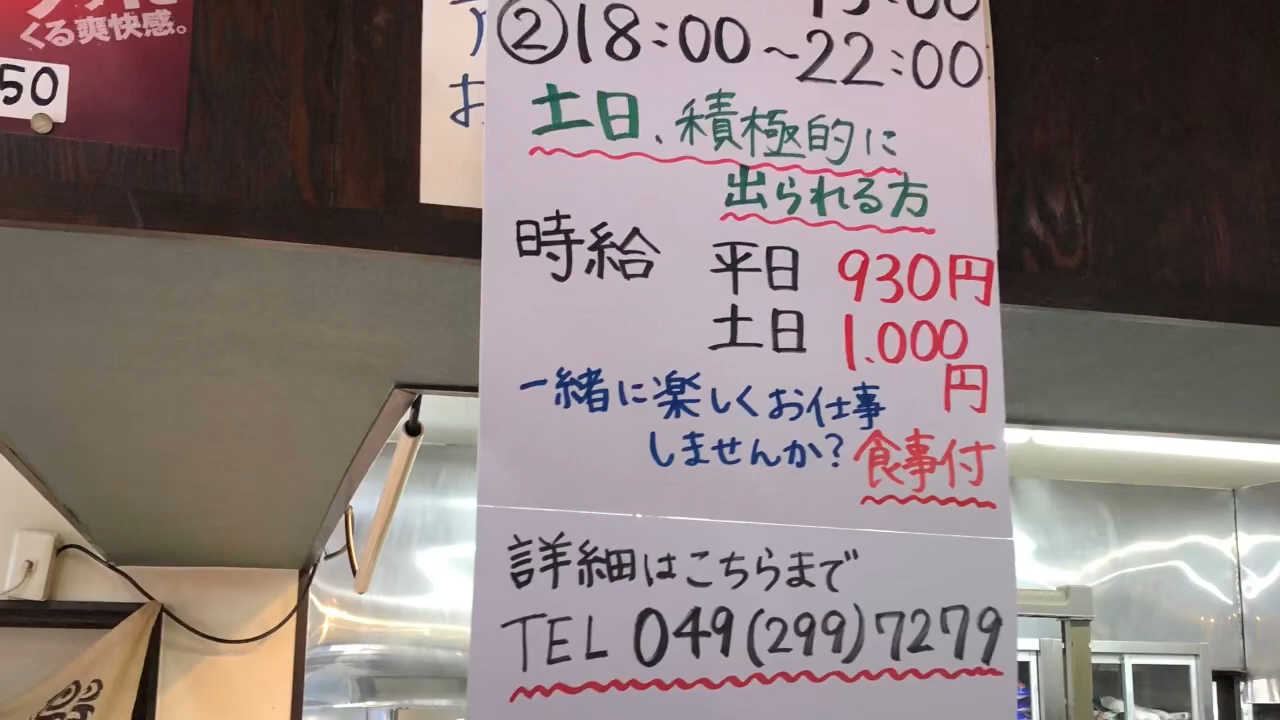 くる爽快感。
50
お
②18:00~22:00
土日、積極的に
出られる方
時給 平日 930円
土日 1.000
円
一緒に楽しくお仕事
しませんか?
食事付
詳細はこちらまで
TEL 049(299)7279